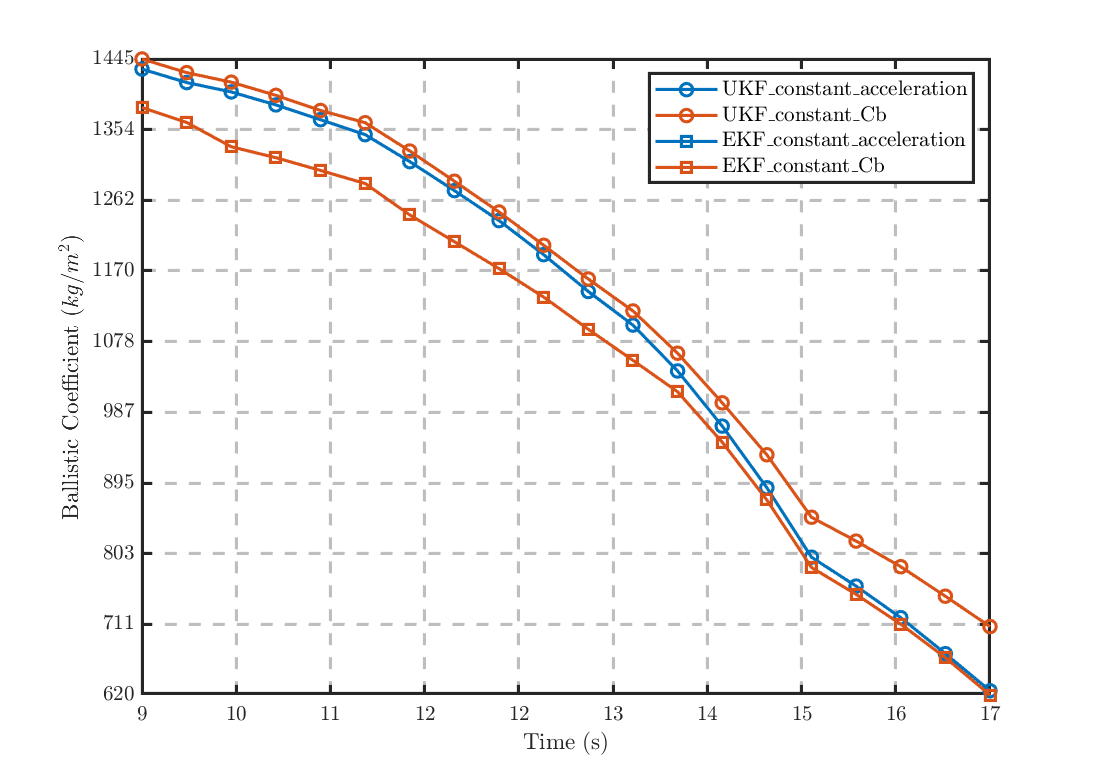 1445
1354
1262
1170
1078
987
895
803
711
620
Ballistic Coefficient (kg/m²)
UKF_constant_acceleration
UKF_constant_Cb
EKF_constant_acceleration
EKF_constant_Cb
9 10 11 12 12 13 14 15 16 17
Time (s)